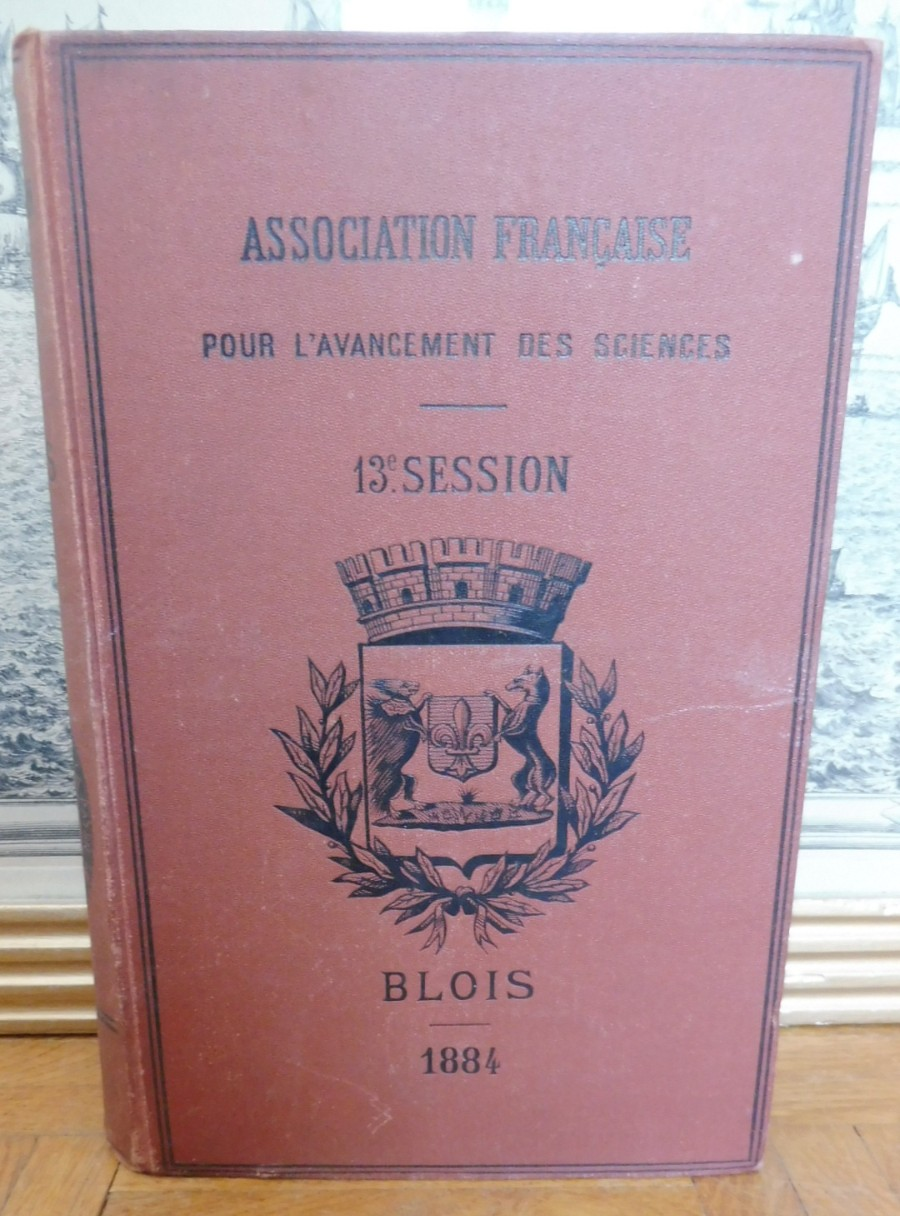 ASSOCIATION FRANÇAISE
POUR L'AVANCEMENT DES SCIENCES
13e. SESSION
BLOIS
1884